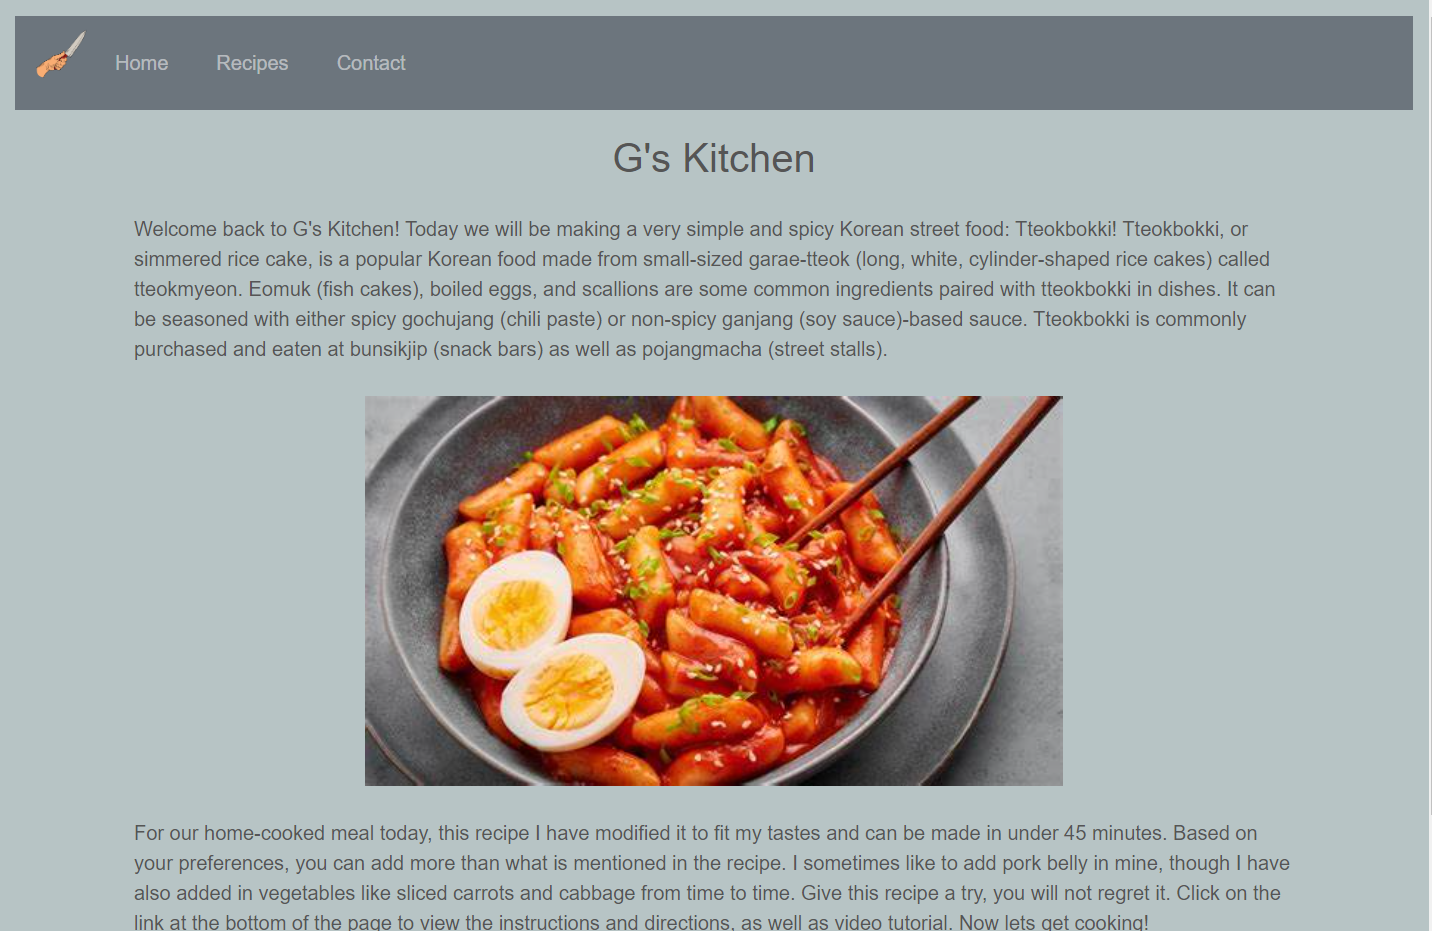 Home Recipes Contact
G's Kitchen
Welcome back to G's Kitchen! Today we will be making a very simple and spicy Korean street food: Tteokbokki! Tteokbokki, or
simmered rice cake, is a popular Korean food made from small-sized garae-tteok (long, white, cylinder-shaped rice cakes) called
tteokmyeon. Eomuk (fish cakes), boiled eggs, and scallions are some common ingredients paired with tteokbokki in dishes. It can
be seasoned with either spicy gochujang (chili paste) or non-spicy ganjang (soy sauce)-based sauce. Tteokbokki is commonly
purchased and eaten at bunsikjip (snack bars) as well as pojangmacha (street stalls).
For our home-cooked meal today, this recipe I have modified it to fit my tastes and can be made in under 45 minutes. Based on
your preferences, you can add more than what is mentioned in the recipe. I sometimes like to add pork belly in mine, though I have
also added in vegetables like sliced carrots and cabbage from time to time. Give this recipe a try, you will not regret it. Click on the
link at the bottom of the page to view the instructions and directions, as well as video tutorial. Now lets get cooking!